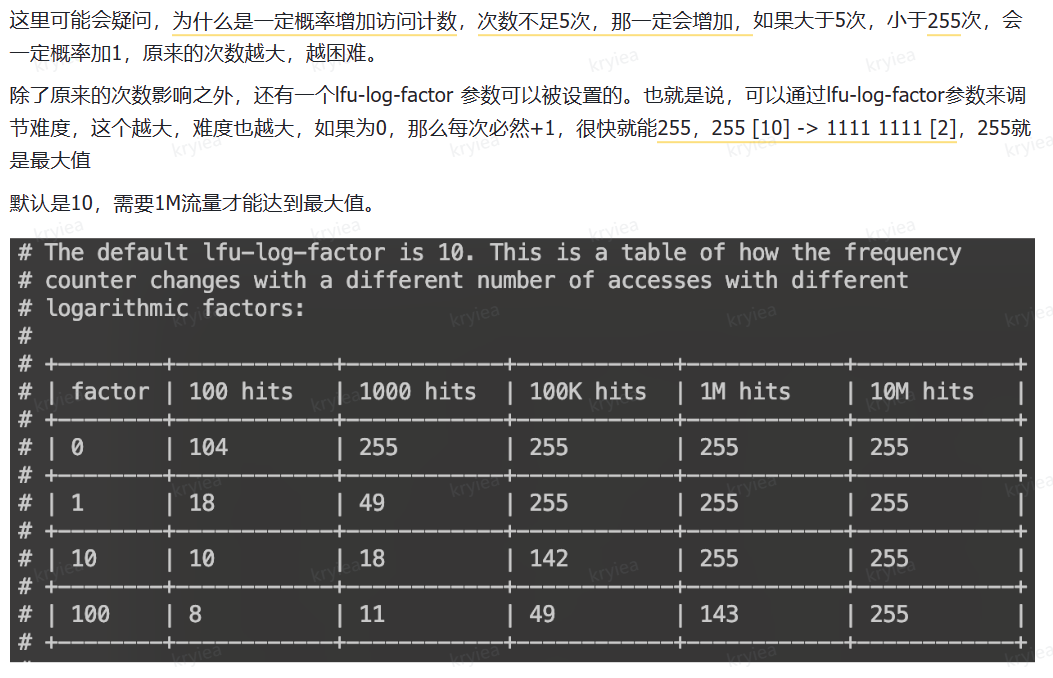 这里可能会疑问，为什么是一定概率增加访问计数，次数不足5次，那一定会增加，如果大于5次，小于255次，会
一定概率加1，原来的次数越大，越困难。
除了原来的次数影响之外，还有一个lfu-log-factor 参数可以被设置的。也就是说，可以通过lfu-log-factor参数来调
节难度，这个越大，难度也越大，如果为0，那么每次必然+1，很快就能255，255 [10] -> 1111 1111 [2]，255就
是最大值
默认是10，需要1M流量才能达到最大值。
# The default lfu-log-factor is 10. This is a table of how the frequency
# counter changes with a different number of accesses with different
# logarithmic factors:
#
# +--------+------------+------------+------------+------------+------------+
# | factor | 100 hits | 1000 hits | 100K hits | 1M hits | 10M hits |
# +--------+------------+------------+------------+------------+------------+
# | 0 | 104 | 255 | 255 | 255 | 255 |
# +--------+------------+------------+------------+------------+------------+
# | 1 | 18 | 49 | 255 | 255 | 255 |
# +--------+------------+------------+------------+------------+------------+
# | 10 | 10 | 18 | 142 | 255 | 255 |
# +--------+------------+------------+------------+------------+------------+
# | 100 | 8 | 11 | 49 | 143 | 255 |
# +--------+------------+------------+------------+------------+------------+
kryiea